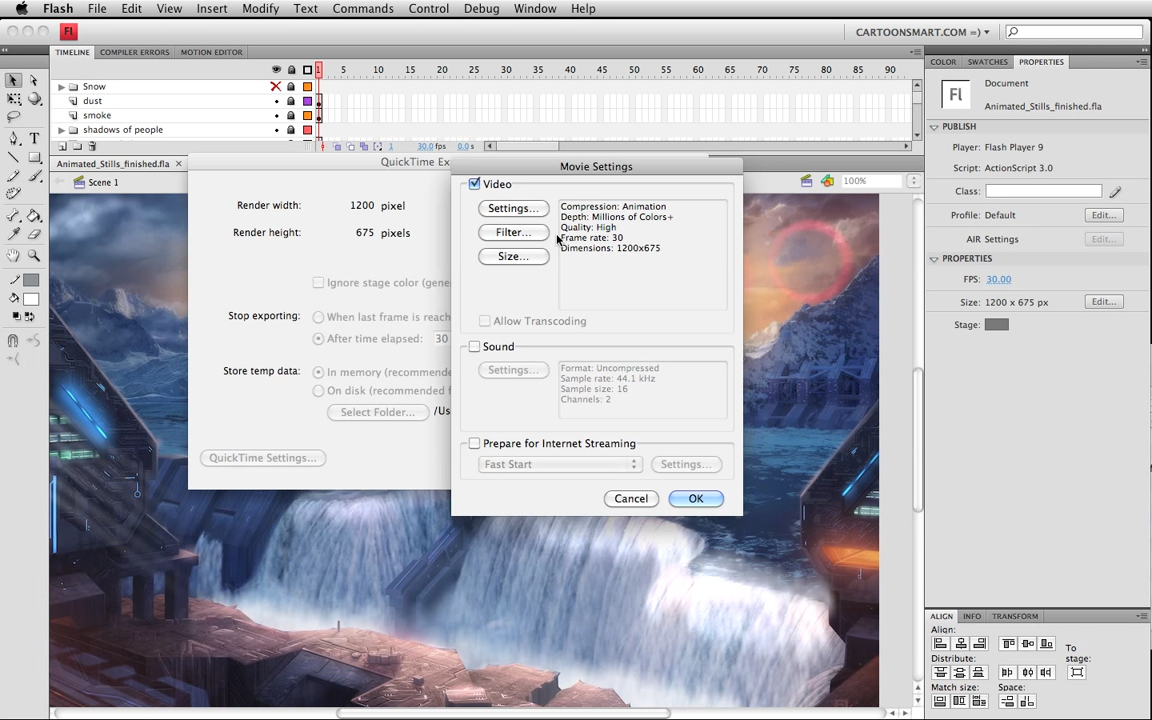 Flash File Edit View Insert Modify Text Commands Control Debug Window Help
Fl CARTOONSMART.COM =)
TIMELINE COMPILER ERRORS MOTION EDITOR
1 5 10 15 20 25 30 35 40 45 50 55 60 65 70 75 80 85 90
Snow
dust
smoke
shadows of people
1 30.0 fps 0.0 s
Animated_Stills_finished.fla
Scene 1
100%
QuickTime Ex
Render width: 1200 pixel
Render height: 675 pixels
Ignore stage color (gene
Stop exporting: When last frame is reach
After time elapsed: 30
Store temp data: In memory (recommende
On disk (recommended f
Select Folder... /Us
QuickTime Settings...
Movie Settings
Video
Settings...
Filter...
Size...
Compression: Animation
Depth: Millions of Colors+
Quality: High
Frame rate: 30
Dimensions: 1200x675
Allow Transcoding
Sound
Settings...
Format: Uncompressed
Sample rate: 44.1 kHz
Sample size: 16
Channels: 2
Prepare for Internet Streaming
Fast Start Settings...
Cancel OK
COLOR SWATCHES PROPERTIES
Fl
Document
Animated_Stills_finished.fla
PUBLISH
Player: Flash Player 9
Script: ActionScript 3.0
Class:
Profile: Default Edit...
AIR Settings Edit...
PROPERTIES
FPS: 30.00
Size: 1200 x 675 px Edit...
Stage:
ALIGN INFO TRANSFORM
Align:
To
stage:
Distribute:
Match size: Space: